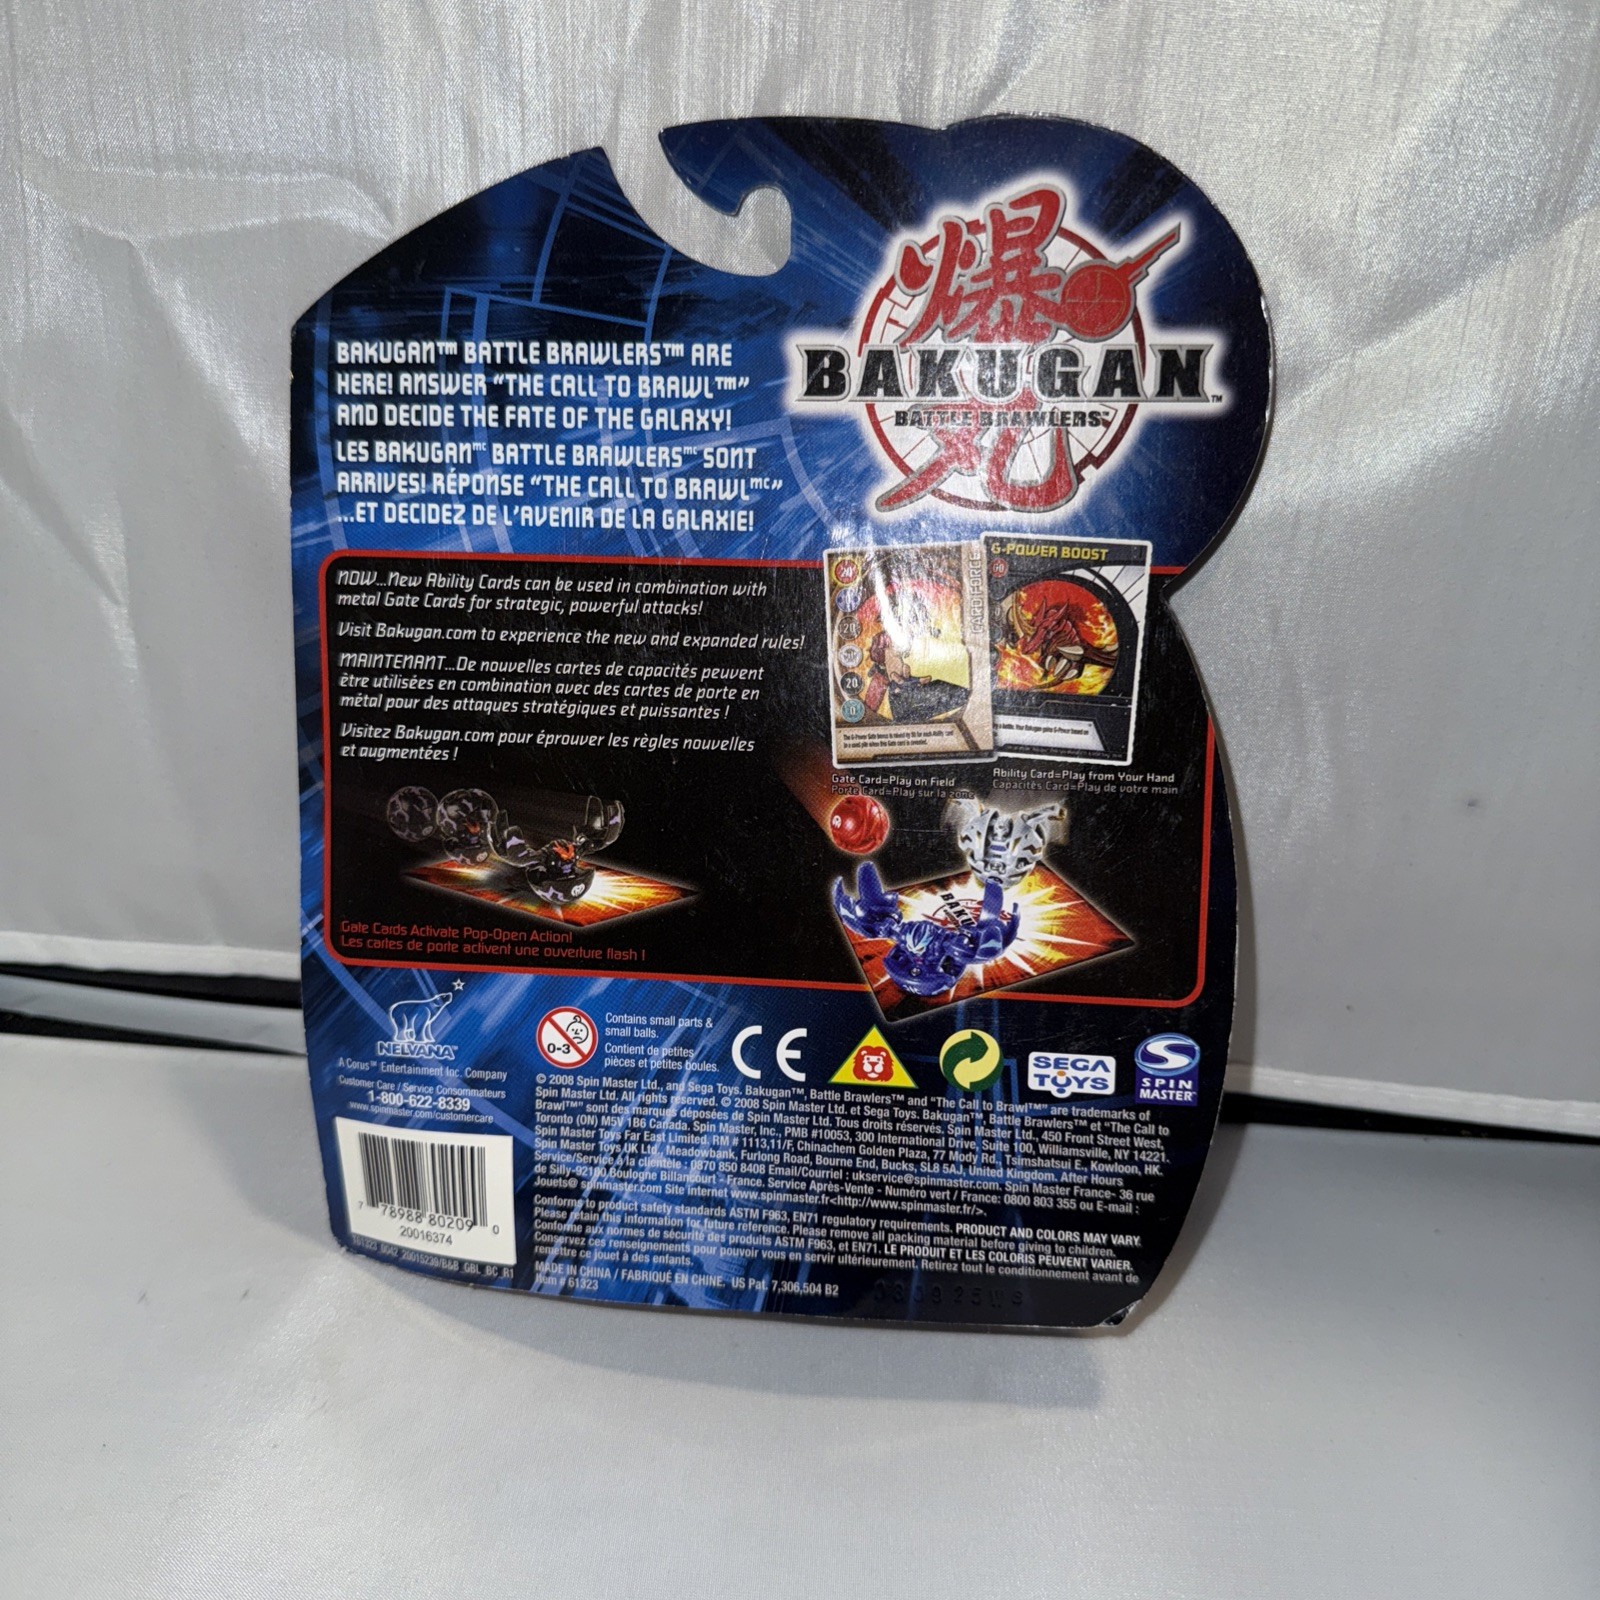 爆
BAKUGAN™
BATTLE BRAWLERS™
丸
BAKUGAN™ BATTLE BRAWLERS™ ARE
HERE! ANSWER "THE CALL TO BRAWL™"
AND DECIDE THE FATE OF THE GALAXY!
LES BAKUGANᵐᶜ BATTLE BRAWLERSᵐᶜ SONT
ARRIVES! RÉPONSE "THE CALL TO BRAWLᵐᶜ"
...ET DECIDEZ DE L'AVENIR DE LA GALAXIE!
NOW...New Ability Cards can be used in combination with
metal Gate Cards for strategic, powerful attacks!
Visit Bakugan.com to experience the new and expanded rules!
MAINTENANT...De nouvelles cartes de capacités peuvent
être utilisées en combination avec des cartes de porte en
métal pour des attaques stratégiques et puissantes !
Visitez Bakugan.com pour éprouver les règles nouvelles
et augmentées !
CARD FORCE
20
20
G-POWER BOOST
Gate Card=Play on Field
Porte Card=Play sur la zone
Ability Card=Play from Your Hand
Capacités Card=Play de votre main
BAKU
Gate Cards Activate Pop-Open Action!
Les cartes de porte activent une ouverture flash !
NELVANA™
A Corus™ Entertainment Inc. Company
Customer Care / Service Consommateurs
1-800-622-8339
www.spinmaster.com/customercare
0-3
Contains small parts &
small balls.
Contient de petites
pièces et petites boules.
CE
SEGA
TOYS
SPIN
MASTER™
© 2008 Spin Master Ltd., and Sega Toys. Bakugan™, Battle Brawlers™ and "The Call to Brawl™" are trademarks of
Spin Master Ltd. All rights reserved. © 2008 Spin Master Ltd. et Sega Toys. Bakugan™, Battle Brawlers™ et "The Call to
Brawl™" sont des marques déposées de Spin Master Ltd. Tous droits réservés. Spin Master Ltd., 450 Front Street West,
Toronto (ON) M5V 1B6 Canada. Spin Master, Inc., PMB #10053, 300 International Drive, Suite 100, Williamsville, NY 14221.
Spin Master Toys Far East Limited. RM # 1113,11/F, Chinachem Golden Plaza, 77 Mody Rd., Tsimshatsui E., Kowloon, HK.
Spin Master Toys UK Ltd., Meadowbank, Furlong Road, Bourne End, Bucks, SL8 5AJ, United Kingdom. After Hours
Service/Service à la clientèle : 0870 850 8408 Email/Courriel : ukservice@spinmaster.com. Spin Master France- 36 rue
de Silly-92100 Boulogne Billancourt - France. Service Après-Vente - Numéro vert / France: 0800 803 355 ou E-mail :
Jouets@ spinmaster.com Site internet www.spinmaster.fr<http://www.spinmaster.fr/>.
Conforms to product safety standards ASTM F963, EN71 regulatory requirements. PRODUCT AND COLORS MAY VARY.
Please retain this information for future reference. Please remove all packing material before giving to children.
Conforme aux normes de sécurité des produits ASTM F963, et EN71. LE PRODUIT ET LES COLORIS PEUVENT VARIER.
Conservez ces renseignements pour pouvoir vous en servir ultérieurement. Retirez tout le conditionnement avant de
remettre ce jouet à des enfants.
MADE IN CHINA / FABRIQUÉ EN CHINE. US Pat. 7,306,504 B2
Item # 61323
7 78988 80209 0
20016374
T61323_0042_20015239/B&B_GBL_BC_R1